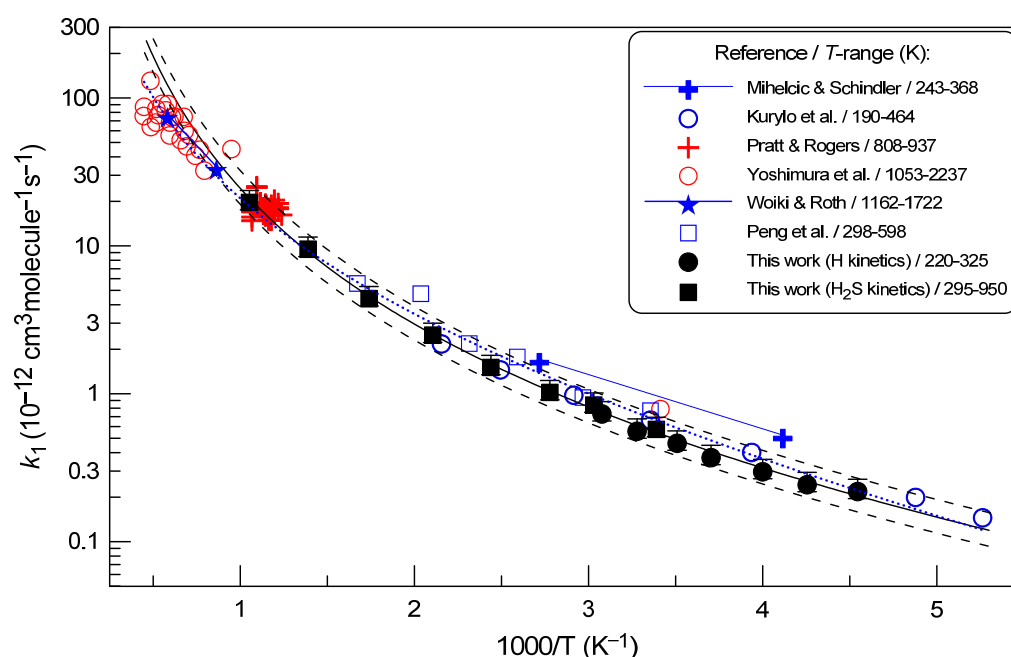 300
100
30
10
3
1
0.3
0.1
k₁ (10⁻¹² cm³molecule⁻¹s⁻¹)
Reference / T-range (K):
Mihelcic & Schindler / 243-368
Kurylo et al. / 190-464
Pratt & Rogers / 808-937
Yoshimura et al. / 1053-2237
Woiki & Roth / 1162-1722
Peng et al. / 298-598
This work (H kinetics) / 220-325
This work (H₂S kinetics) / 295-950
1 2 3 4 5
1000/T (K⁻¹)